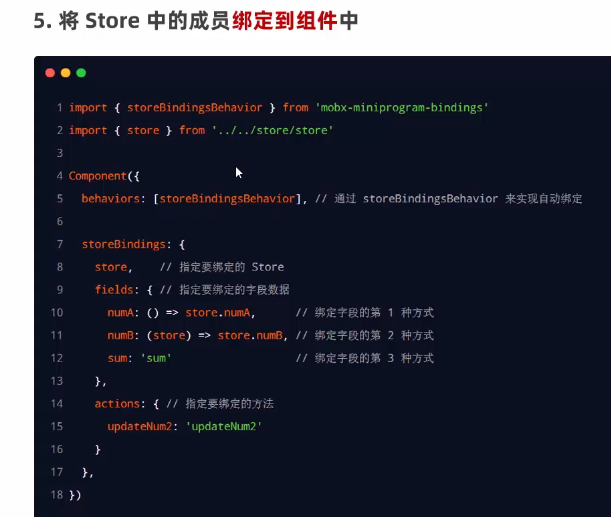 5. 将 Store 中的成员绑定到组件中
1 import { storeBindingsBehavior } from 'mobx-miniprogram-bindings'
2 import { store } from '../../store/store'
3
4 Component({
5   behaviors: [storeBindingsBehavior], // 通过 storeBindingsBehavior 来实现自动绑定
6
7   storeBindings: {
8     store,    // 指定要绑定的 Store
9     fields: { // 指定要绑定的字段数据
10       numA: () => store.numA,      // 绑定字段的第 1 种方式
11       numB: (store) => store.numB, // 绑定字段的第 2 种方式
12       sum: 'sum'                   // 绑定字段的第 3 种方式
13     },
14     actions: { // 指定要绑定的方法
15       updateNum2: 'updateNum2'
16     }
17   },
18 })